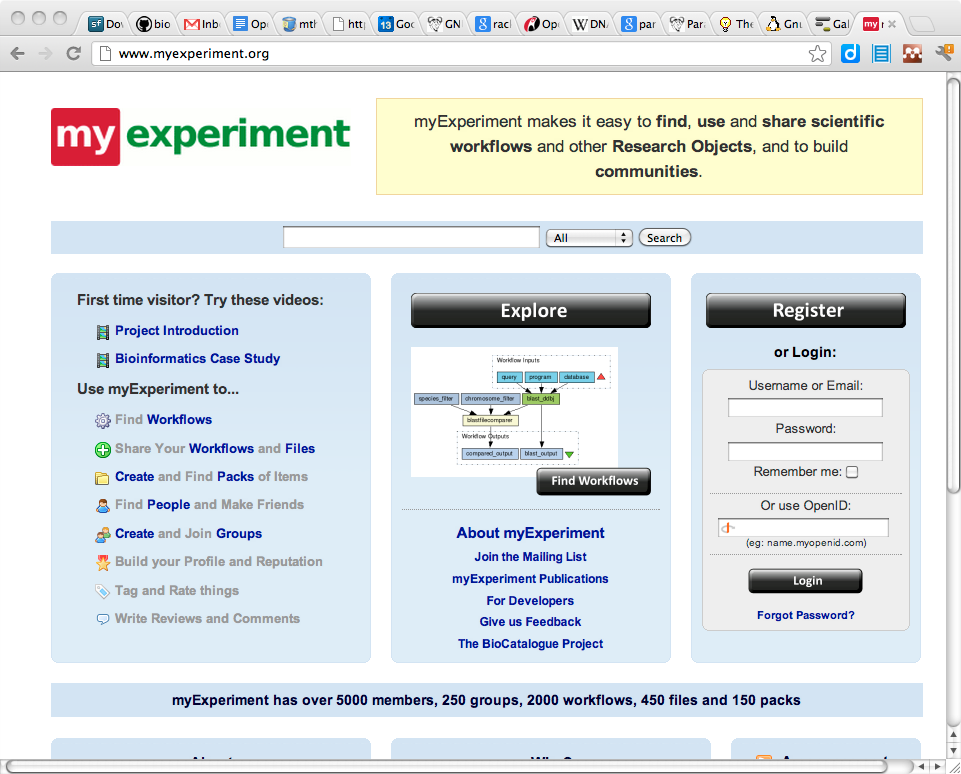 Dov
bio
Inb
Ope
mth
http
13
Goo
GN
rac
Ope
DN
par
Par
The
Gnu
Gal
my
www.myexperiment.org
my experiment
myExperiment makes it easy to find, use and share scientific
workflows and other Research Objects, and to build
communities.
All
Search
First time visitor? Try these videos:
Project Introduction
Bioinformatics Case Study
Use myExperiment to...
Find Workflows
Share Your Workflows and Files
Create and Find Packs of Items
Find People and Make Friends
Create and Join Groups
Build your Profile and Reputation
Tag and Rate things
Write Reviews and Comments
Explore
Workflow Inputs
query program database
species_filter chromosome_filter blast_ddbj
blastfilecomparer
Workflow Outputs
compared_output blast_output
Find Workflows
About myExperiment
Join the Mailing List
myExperiment Publications
For Developers
Give us Feedback
The BioCatalogue Project
Register
or Login:
Username or Email:
Password:
Remember me:
Or use OpenID:
(eg: name.myopenid.com)
Login
Forgot Password?
myExperiment has over 5000 members, 250 groups, 2000 workflows, 450 files and 150 packs